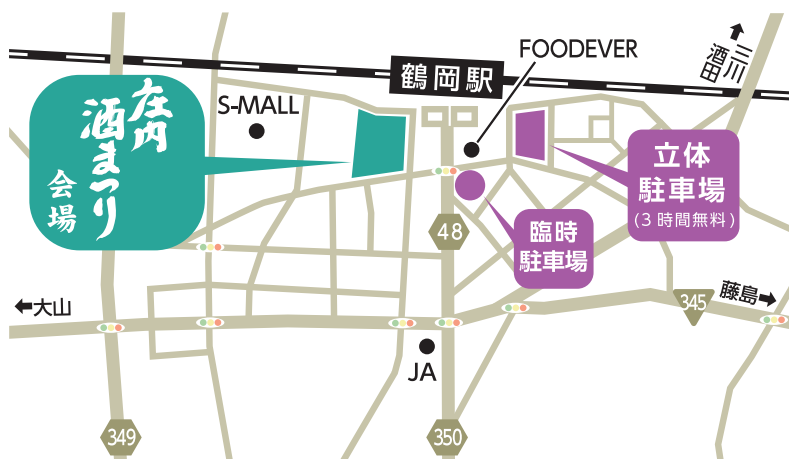 FOODEVER
三川
酒田
鶴岡駅
庄内
酒まつり
会場
S-MALL
立体
駐車場
(3時間無料)
臨時
駐車場
48
大山
藤島
345
JA
349
350